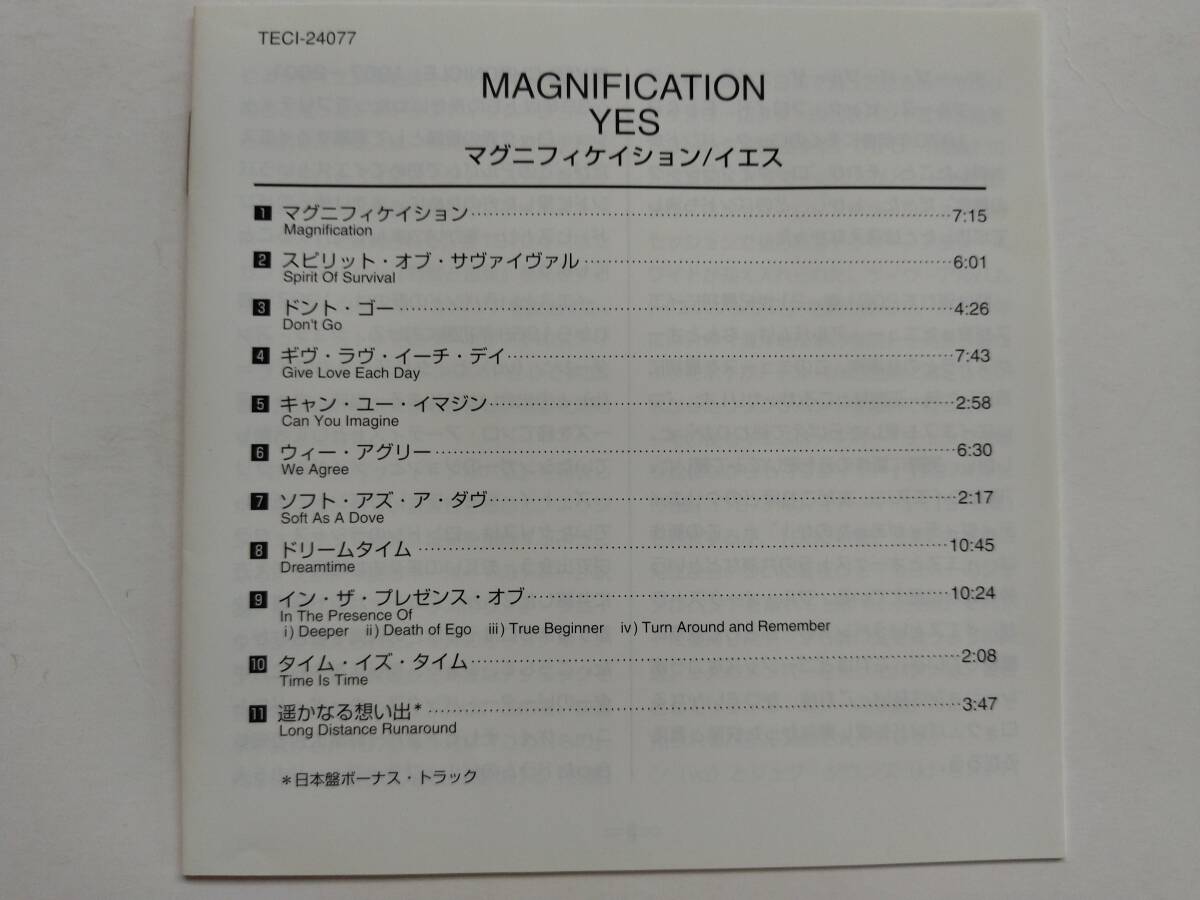 TECI-24077
MAGNIFICATION
YES
マグニフィケイション/イエス
1 マグニフィケイション 7:15
Magnification
2 スピリット・オブ・サヴァイヴァル 6:01
Spirit Of Survival
3 ドント・ゴー 4:26
Don't Go
4 ギヴ・ラヴ・イーチ・デイ 7:43
Give Love Each Day
5 キャン・ユー・イマジン 2:58
Can You Imagine
6 ウィー・アグリー 6:30
We Agree
7 ソフト・アズ・ア・ダヴ 2:17
Soft As A Dove
8 ドリームタイム 10:45
Dreamtime
9 イン・ザ・プレゼンス・オブ 10:24
In The Presence Of
i) Deeper ii) Death of Ego iii) True Beginner iv) Turn Around and Remember
10 タイム・イズ・タイム 2:08
Time Is Time
11 遥かなる想い出* 3:47
Long Distance Runaround
*日本盤ボーナス・トラック